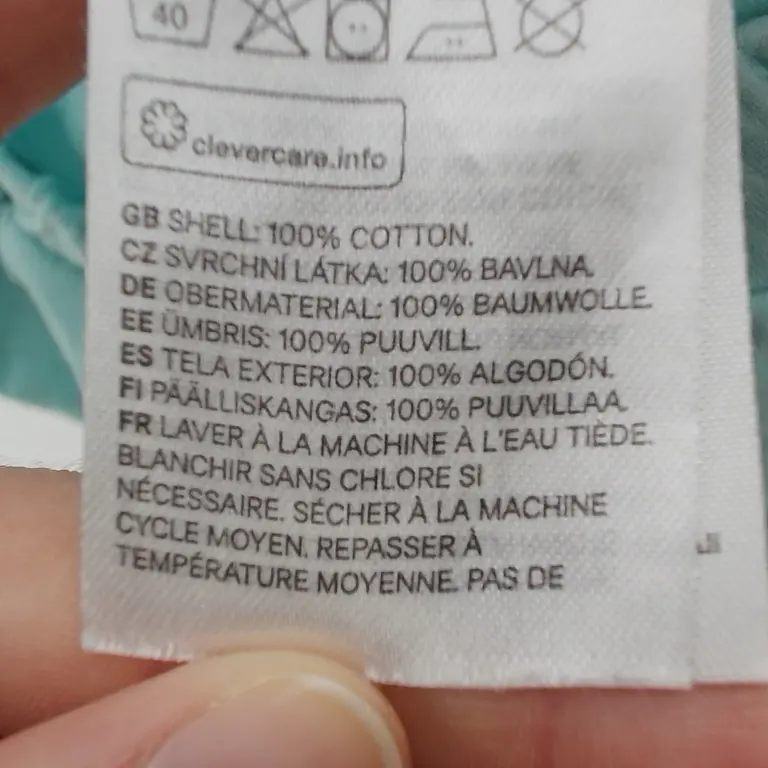 40
clevercare.info
GB SHELL: 100% COTTON.
CZ SVRCHNÍ LÁTKA: 100% BAVLNA.
DE OBERMATERIAL: 100% BAUMWOLLE.
EE ÜMBRIS: 100% PUUVILL.
ES TELA EXTERIOR: 100% ALGODÓN.
FI PÄÄLLISKANGAS: 100% PUUVILLAA.
FR LAVER À LA MACHINE À L'EAU TIÈDE.
BLANCHIR SANS CHLORE SI
NÉCESSAIRE. SÉCHER À LA MACHINE
CYCLE MOYEN. REPASSER À
TEMPÉRATURE MOYENNE. PAS DE